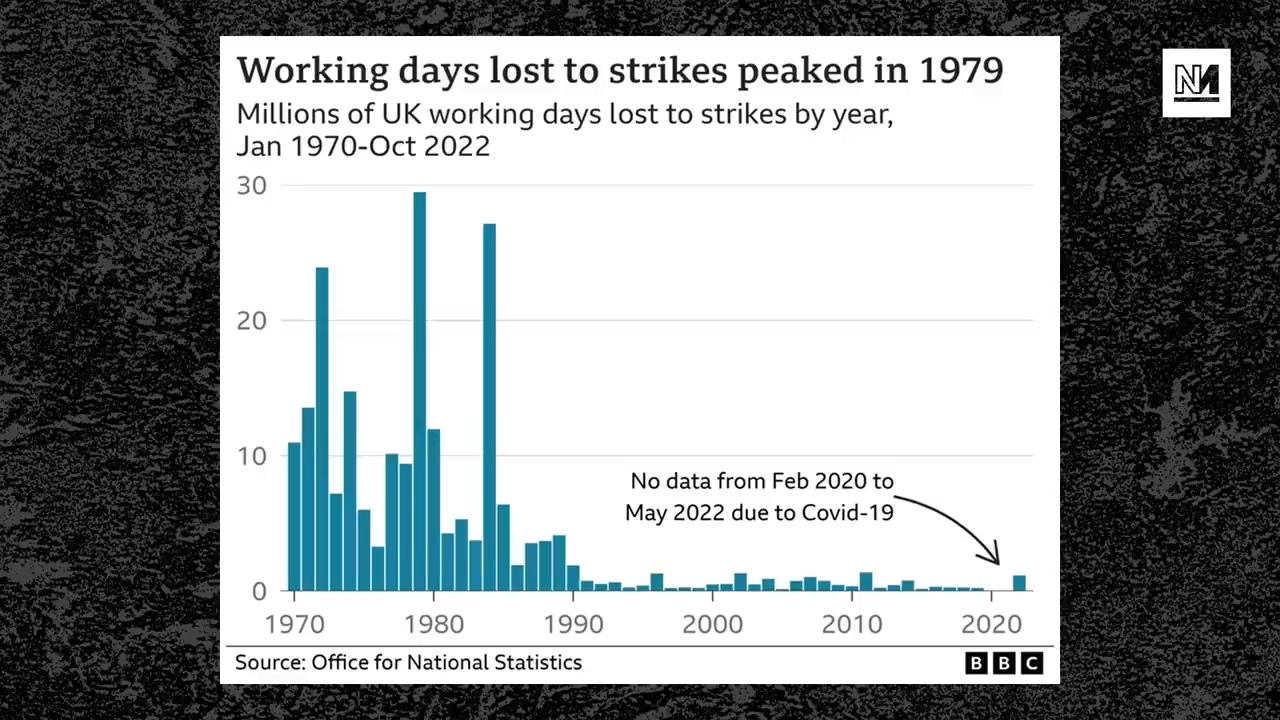 Working days lost to strikes peaked in 1979
Millions of UK working days lost to strikes by year,
Jan 1970-Oct 2022
30
20
10
0
No data from Feb 2020 to
May 2022 due to Covid-19
1970 1980 1990 2000 2010 2020
Source: Office for National Statistics
BBC
NM